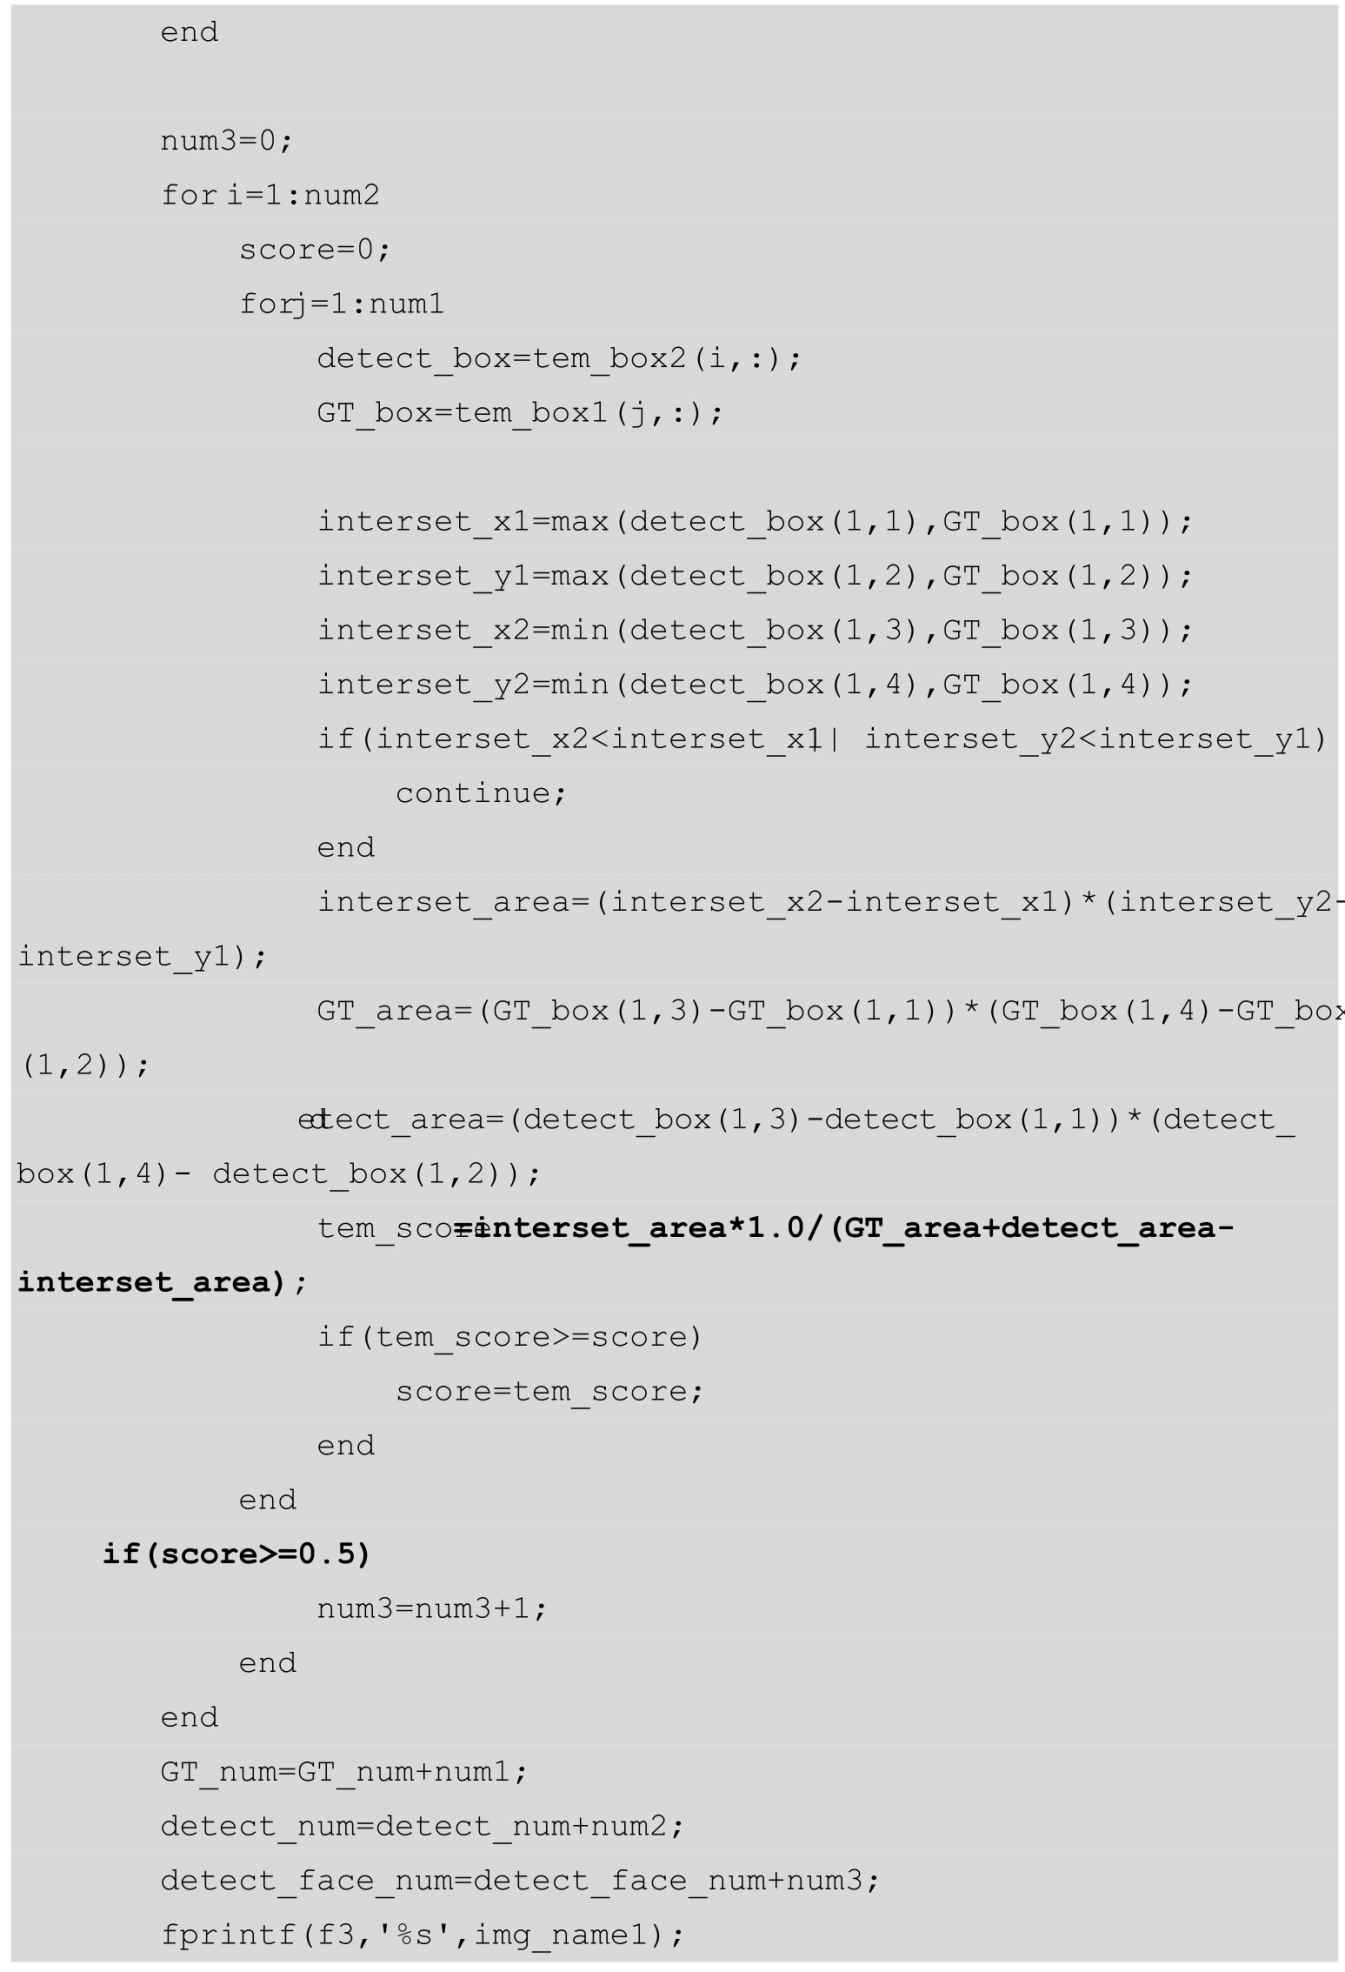 end
num3=0;
for i=1:num2
score=0;
for j=1:num1
detect_box=tem_box2(i,:);
GT_box=tem_box1(j,:);
interset_x1=max(detect_box(1,1),GT_box(1,1));
interset_y1=max(detect_box(1,2),GT_box(1,2));
interset_x2=min(detect_box(1,3),GT_box(1,3));
interset_y2=min(detect_box(1,4),GT_box(1,4));
if(interset_x2<interset_x1|| interset_y2<interset_y1)
continue;
end
interset_area=(interset_x2-interset_x1)*(interset_y2-
interset_y1);
GT_area=(GT_box(1,3)-GT_box(1,1))*(GT_box(1,4)-GT_box
(1,2));
detect_area=(detect_box(1,3)-detect_box(1,1))*(detect_
box(1,4)- detect_box(1,2));
tem_score=interset_area*1.0/(GT_area+detect_area-
interset_area);
if(tem_score>=score)
score=tem_score;
end
end
if(score>=0.5)
num3=num3+1;
end
end
GT_num=GT_num+num1;
detect_num=detect_num+num2;
detect_face_num=detect_face_num+num3;
fprintf(f3,'%s',img_name1);